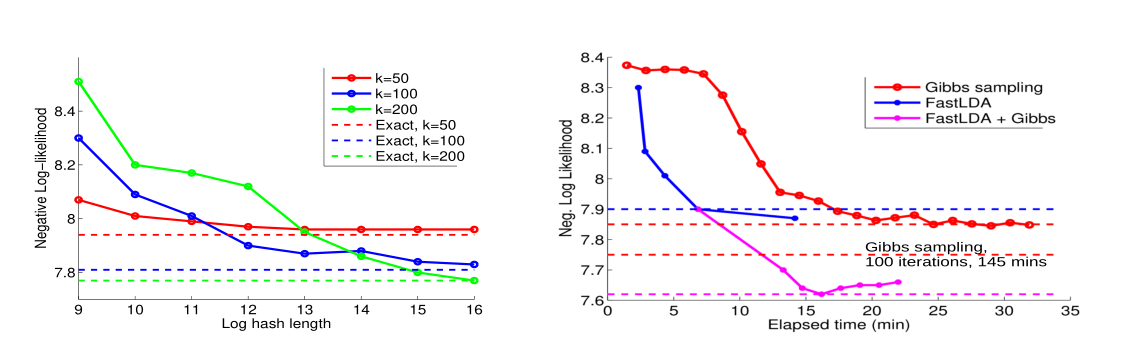 Negative Log-likelihood
8.4
8.2
8
7.8
9 10 11 12 13 14 15 16
Log hash length
k=50
k=100
k=200
Exact, k=50
Exact, k=100
Exact, k=200
Neg. Log Likelihood
8.4
8.3
8.2
8.1
8
7.9
7.8
7.7
7.6
0 5 10 15 20 25 30 35
Elapsed time (min)
Gibbs sampling
FastLDA
FastLDA + Gibbs
Gibbs sampling,
100 iterations, 145 mins